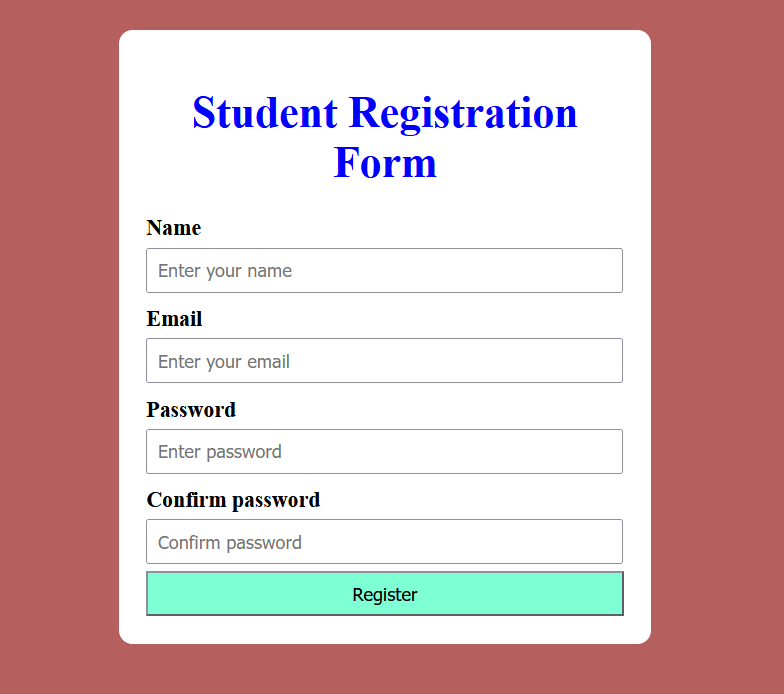 Student Registration
Form
Name
Enter your name
Email
Enter your email
Password
Enter password
Confirm password
Confirm password
Register